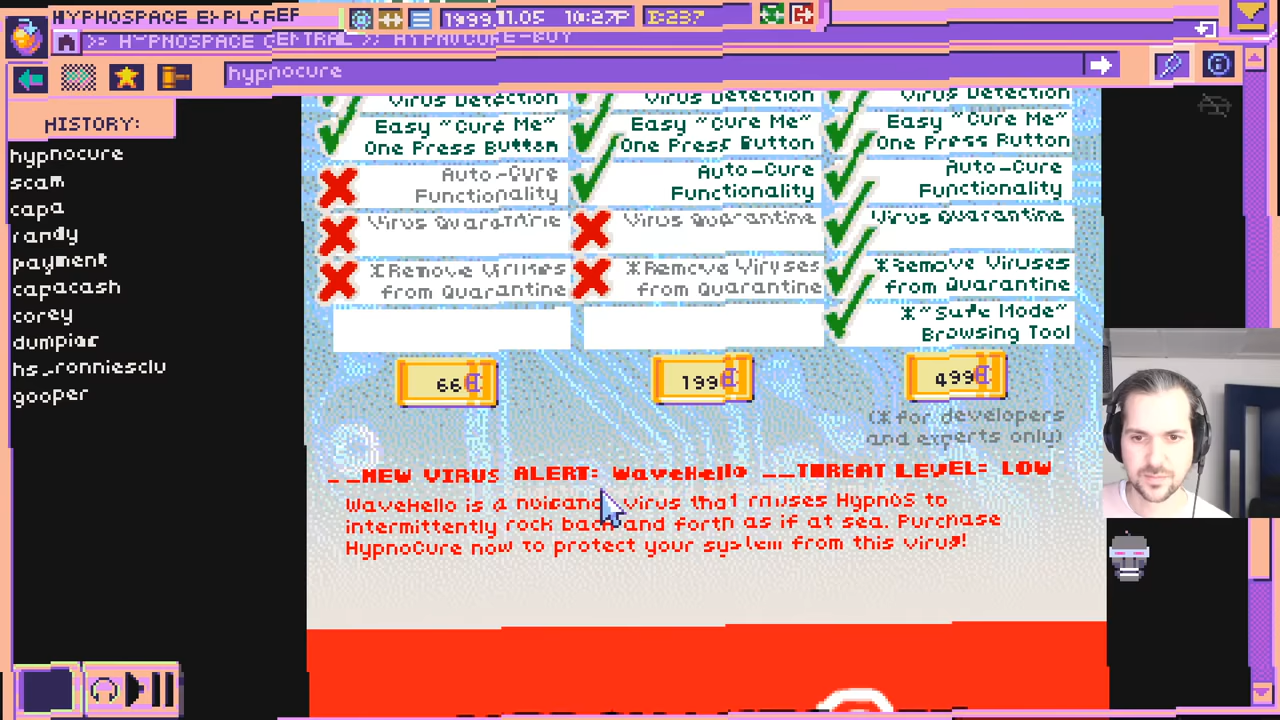 HYPNOSPACE EXPLORER
1999.11.05 10:27P
237
>> HYPNOSPACE CENTRAL >> HYPNOCURE-BUY
hypnocure
HISTORY:
hypnocure
scam
capa
randy
payment
capacash
corey
dumpiar
hs_ronniesclu
gooper
Virus Detection Virus Detection Virus Detection
Easy ~Cure Me~ Easy ~Cure Me~ Easy ~Cure Me~
One Press Button One Press Button One Press Button
Auto-Cure Auto-Cure Auto-Cure
Functionality Functionality Functionality
Virus Quarantine Virus Quarantine Virus Quarantine
*Remove Viruses *Remove Viruses *Remove Viruses
from Quarantine from Quarantine from Quarantine
*~Safe Mode~
Browsing Tool
66 199 499
(* for developers
and experts only)
__NEW VIRUS ALERT: WaveHello __THREAT LEVEL: LOW
WaveHello is a nuisance virus that causes HypnOS to
intermittently rock back and forth as if at sea. Purchase
HypnoCure now to protect your system from this virus!